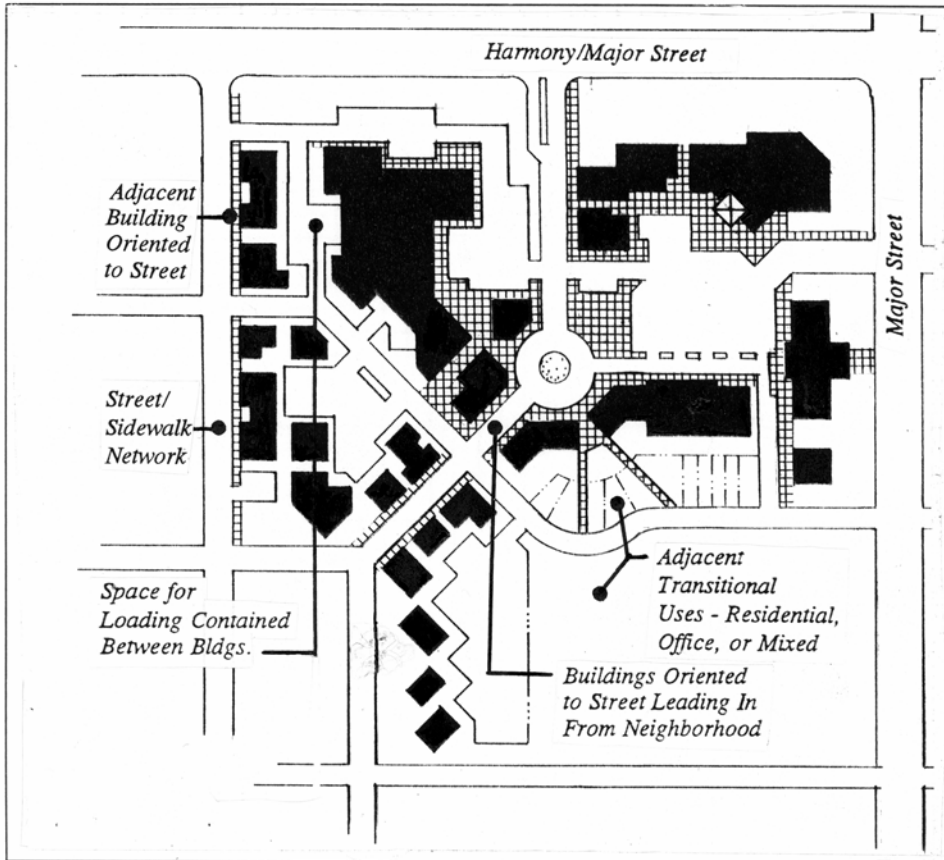 Harmony/Major Street
Adjacent
Building
Oriented
to Street
Major Street
Street/
Sidewalk
Network
Space for
Loading Contained
Between Bldgs.
Adjacent
Transitional
Uses - Residential,
Office, or Mixed
Buildings Oriented
to Street Leading In
From Neighborhood